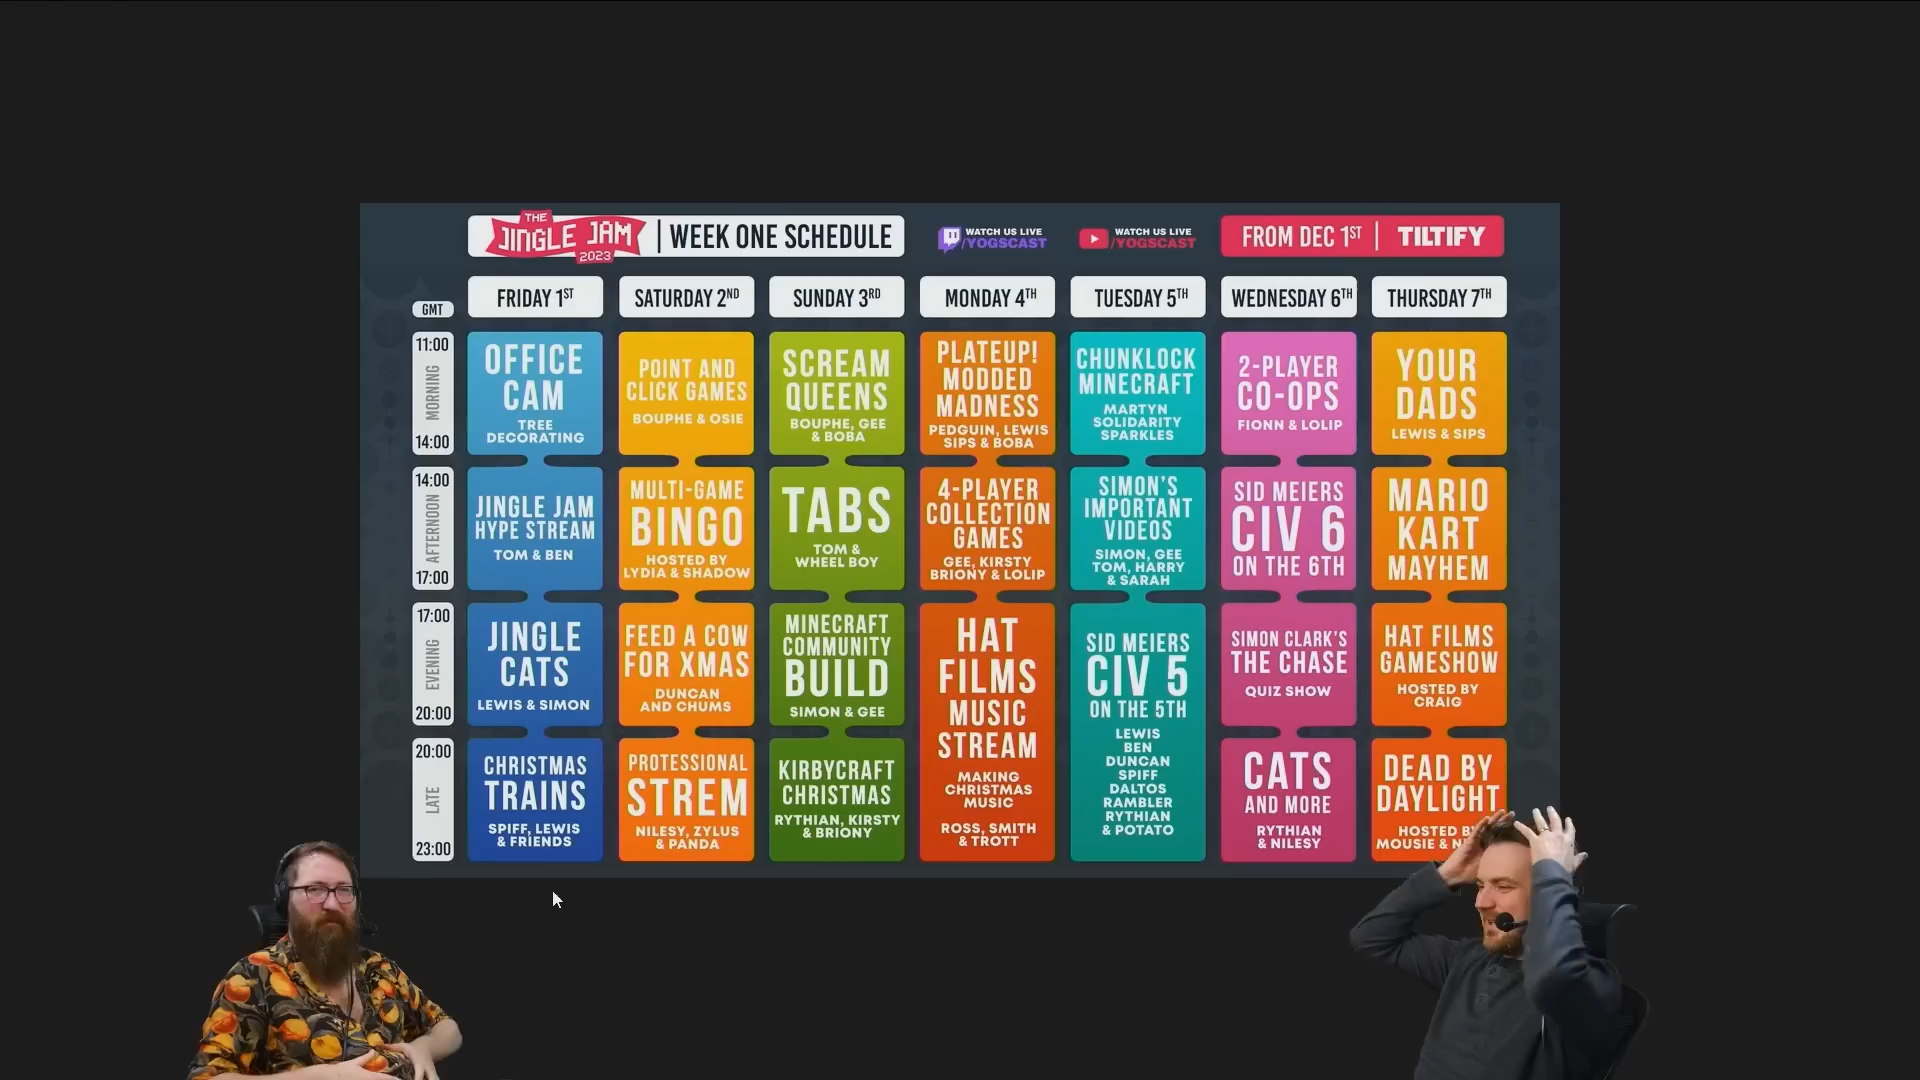 THE
JINGLE JAM
2023
WEEK ONE SCHEDULE
WATCH US LIVE
/YOGSCAST
WATCH US LIVE
/YOGSCAST
FROM DEC 1ST
TILTIFY
GMT
FRIDAY 1ST
SATURDAY 2ND
SUNDAY 3RD
MONDAY 4TH
TUESDAY 5TH
WEDNESDAY 6TH
THURSDAY 7TH
11:00
MORNING
14:00
OFFICE
CAM
TREE
DECORATING
POINT AND
CLICK GAMES
BOUPHE & OSIE
SCREAM
QUEENS
BOUPHE, GEE
& BOBA
PLATEUP!
MODDED
MADNESS
PEDGUIN, LEWIS
SIPS & BOBA
CHUNKLOCK
MINECRAFT
MARTYN
SOLIDARITY
SPARKLES
2-PLAYER
CO-OPS
FIONN & LOLIP
YOUR
DADS
LEWIS & SIPS
14:00
AFTERNOON
17:00
JINGLE JAM
HYPE STREAM
TOM & BEN
MULTI-GAME
BINGO
HOSTED BY
LYDIA & SHADOW
TABS
TOM &
WHEEL BOY
4-PLAYER
COLLECTION
GAMES
GEE, KIRSTY
BRIONY & LOLIP
SIMON'S
IMPORTANT
VIDEOS
SIMON, GEE
TOM, HARRY
& SARAH
SID MEIERS
CIV 6
ON THE 6TH
MARIO
KART
MAYHEM
17:00
EVENING
20:00
JINGLE
CATS
LEWIS & SIMON
FEED A COW
FOR XMAS
DUNCAN
AND CHUMS
MINECRAFT
COMMUNITY
BUILD
SIMON & GEE
HAT
FILMS
MUSIC
STREAM
MAKING
CHRISTMAS
MUSIC
ROSS, SMITH
& TROTT
SID MEIERS
CIV 5
ON THE 5TH
LEWIS
BEN
DUNCAN
SPIFF
DALTOS
RAMBLER
RYTHIAN
& POTATO
SIMON CLARK'S
THE CHASE
QUIZ SHOW
HAT FILMS
GAMESHOW
HOSTED BY
CRAIG
20:00
LATE
23:00
CHRISTMAS
TRAINS
SPIFF, LEWIS
& FRIENDS
PROTESSIONAL
STREM
NILESY, ZYLUS
& PANDA
KIRBYCRAFT
CHRISTMAS
RYTHIAN, KIRSTY
& BRIONY
CATS
AND MORE
RYTHIAN
& NILESY
DEAD BY
DAYLIGHT
HOSTED BY
MOUSIE &